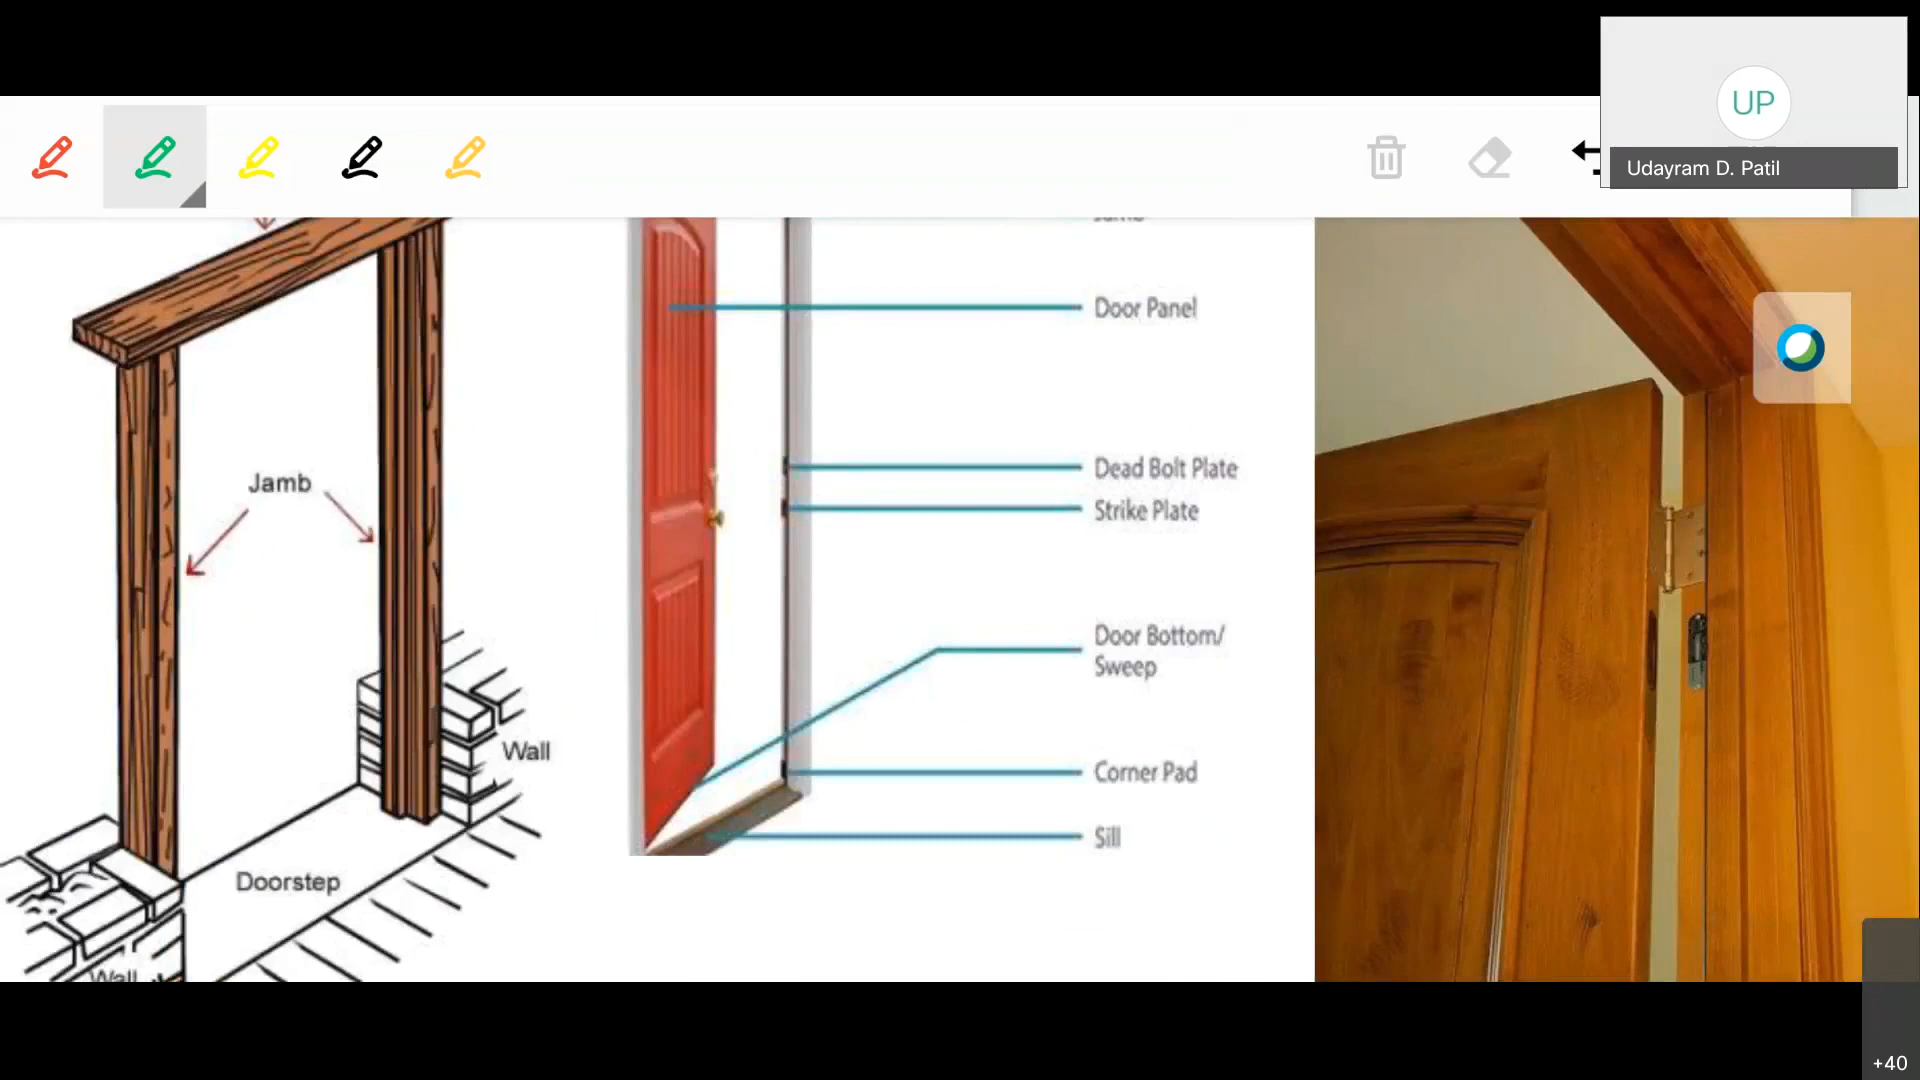 UP
Udayram D. Patil
Door Panel
Dead Bolt Plate
Jamb
Strike Plate
Door Bottom/
Sweep
Wall
Corner Pad
Sill
Doorstep
Wall
+40